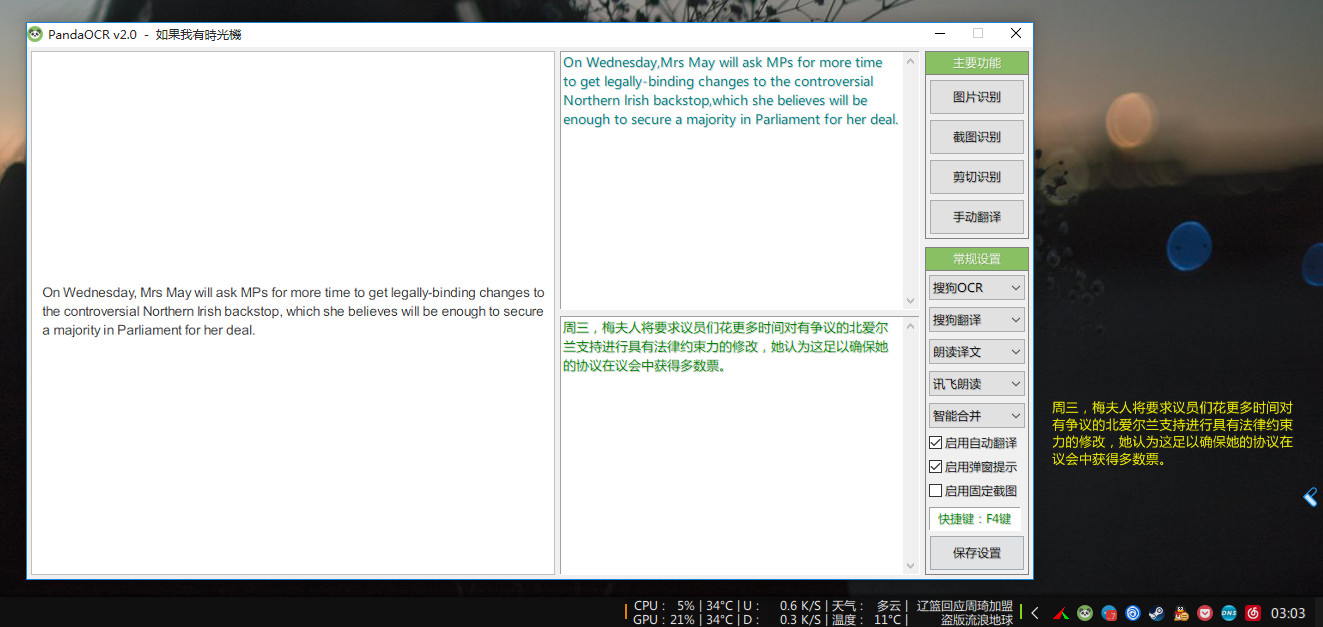 PandaOCR v2.0 - 如果我有時光機
On Wednesday, Mrs May will ask MPs for more time to get legally-binding changes to
the controversial Northern Irish backstop, which she believes will be enough to secure
a majority in Parliament for her deal.
On Wednesday,Mrs May will ask MPs for more time
to get legally-binding changes to the controversial
Northern lrish backstop,which she believes will be
enough to secure a majority in Parliament for her deal.
周三，梅夫人将要求议员们花更多时间对有争议的北爱尔
兰支持进行具有法律约束力的修改，她认为这足以确保她
的协议在议会中获得多数票。
主要功能
图片识别
截图识别
剪切识别
手动翻译
常规设置
搜狗OCR
搜狗翻译
朗读译文
讯飞朗读
智能合并
启用自动翻译
启用弹窗提示
启用固定截图
快捷键：F4键
保存设置
周三，梅夫人将要求议员们花更多时间对
有争议的北爱尔兰支持进行具有法律约束
力的修改，她认为这足以确保她的协议在
议会中获得多数票。
CPU： 5% | 34°C | U： 0.6 K/S | 天气： 多云 | 辽篮回应周琦加盟
GPU：21% | 34°C | D： 0.3 K/S | 温度： 11°C | 盗版流浪地球
DNS
03:03